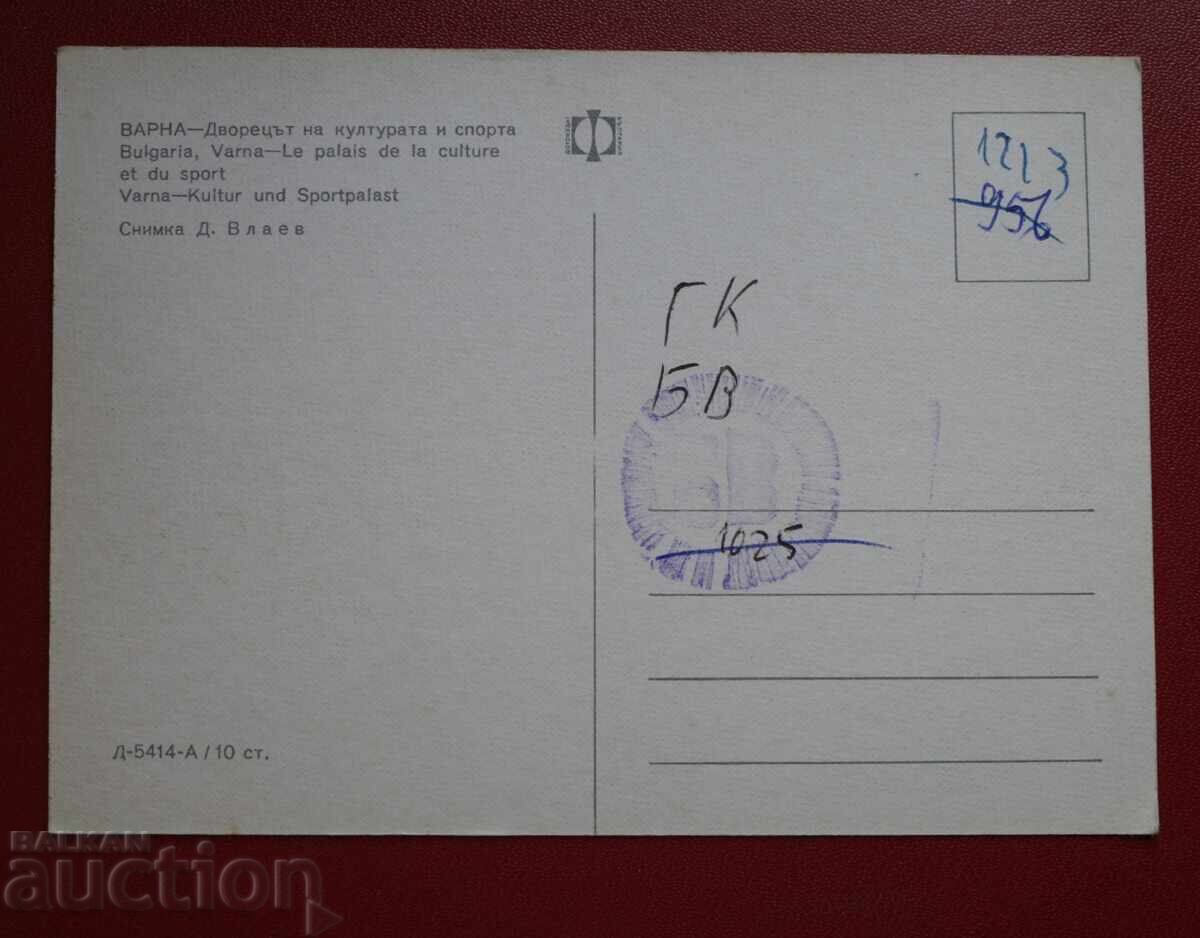 ВАРНА—Дворецът на културата и спорта
Bulgaria, Varna—Le palais de la culture
et du sport
Varna—Kultur und Sportpalast
Снимка Д. Влаев
1213
956
ГК
БВ
БВ
1025
Д-5414-А / 10 ст.
BALKAN
auction